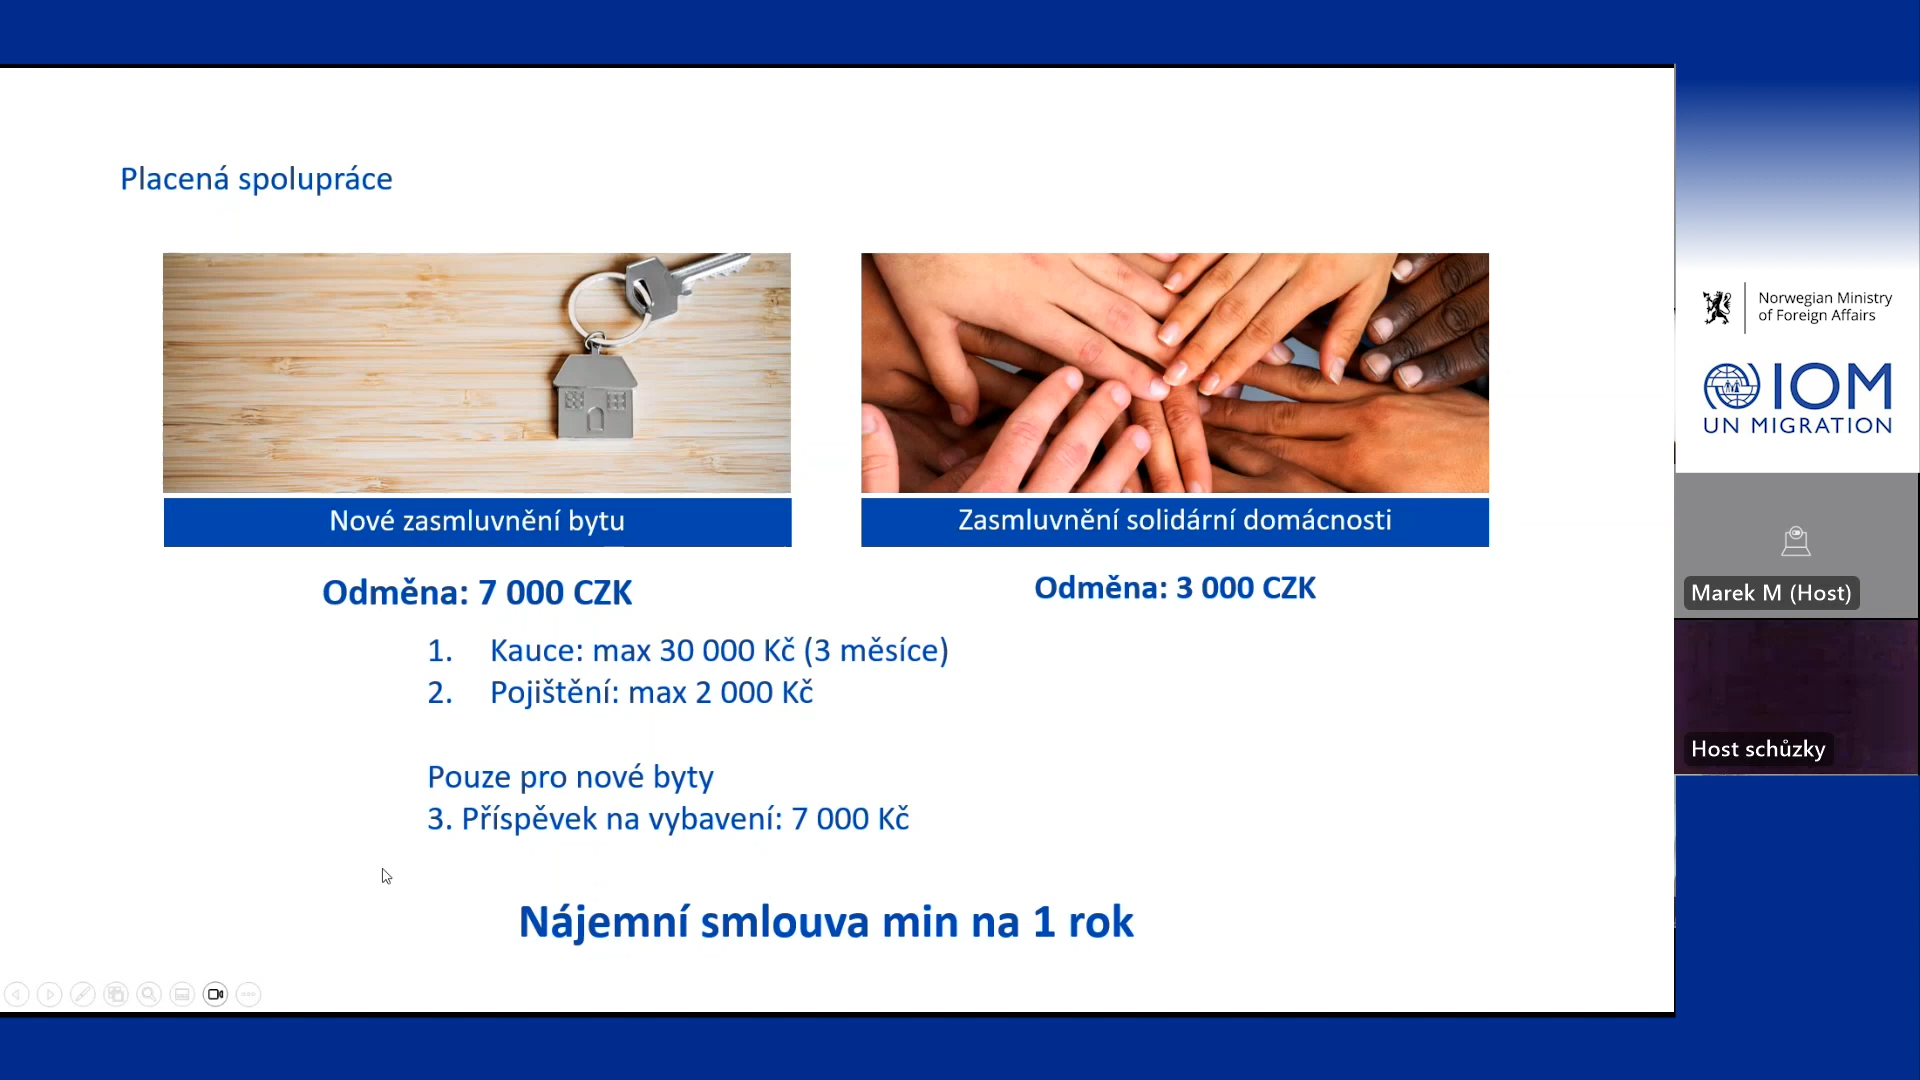 Placená spolupráce
Nové zasmluvnění bytu
Zasmluvnění solidární domácnosti
Odměna: 7 000 CZK
Odměna: 3 000 CZK
1. Kauce: max 30 000 Kč (3 měsíce)
2. Pojištění: max 2 000 Kč
Pouze pro nové byty
3. Příspěvek na vybavení: 7 000 Kč
Nájemní smlouva min na 1 rok
Norwegian Ministry
of Foreign Affairs
IOM
UN MIGRATION
Marek M (Host)
Host schůzky